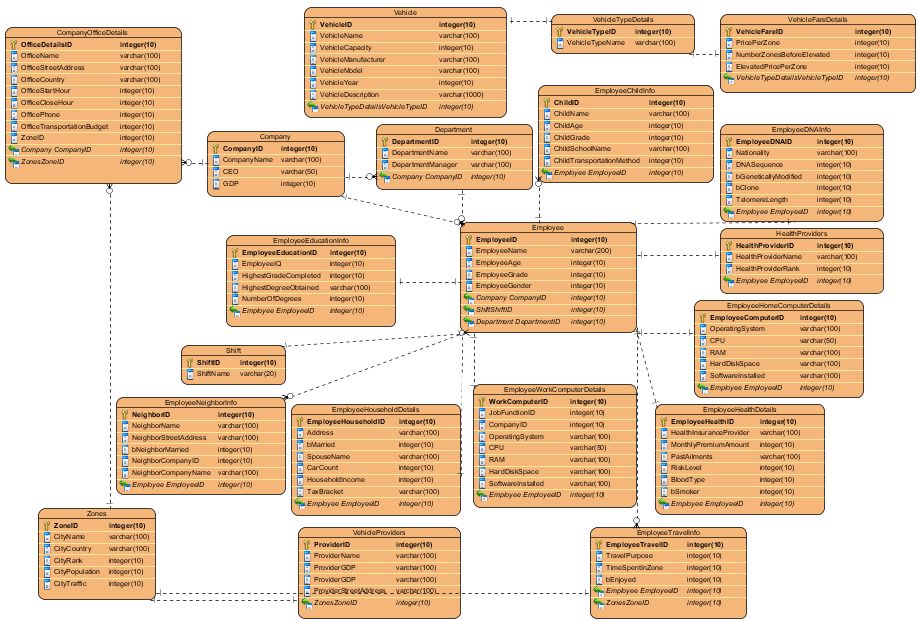 Vehicle
VehicleID integer(10)
VehicleName varchar(100)
VehicleCapacity integer(10)
VehicleManufacturer varchar(100)
VehicleModel varchar(100)
VehicleYear integer(10)
VehicleDescription varchar(1000)
VehicleTypeDetailsVehicleTypeID integer(10)
VehicleTypeDetails
VehicleTypeID integer(10)
VehicleTypeName varchar(100)
VehicleFareDetails
VehicleFareID integer(10)
PricePerZone integer(10)
NumberZonesBeforeElevated integer(10)
ElevatedPricePerZone integer(10)
VehicleTypeDetailsVehicleTypeID integer(10)
CompanyOfficeDetails
OfficeDetailsID integer(10)
OfficeName varchar(100)
OfficeStreetAddress varchar(100)
OfficeCountry varchar(100)
OfficeStartHour integer(10)
OfficeCloseHour integer(10)
OfficePhone integer(10)
OfficeTransportationBudget integer(10)
ZoneID integer(10)
Company CompanyID integer(10)
ZonesZoneID integer(10)
Company
CompanyID integer(10)
CompanyName varchar(100)
CEO varchar(50)
GDP integer(10)
Department
DepartmentID integer(10)
DepartmentName varchar(100)
DepartmentManager varchar(100)
Company CompanyID integer(10)
EmployeeChildInfo
ChildID integer(10)
ChildName varchar(100)
ChildAge integer(10)
ChildGrade integer(10)
ChildSchoolName varchar(100)
ChildTransportationMethod integer(10)
Employee EmployeeID integer(10)
EmployeeDNAInfo
EmployeeDNAID integer(10)
Nationality varchar(100)
DNASequence integer(10)
bGeneticallyModified integer(10)
bClone integer(10)
TelomereLength integer(10)
Employee EmployeeID integer(10)
EmployeeEducationInfo
EmployeeEducationID integer(10)
EmployeeIQ integer(10)
HighestGradeCompleted integer(10)
HighestDegreeObtained varchar(100)
NumberOfDegrees integer(10)
Employee EmployeeID integer(10)
Employee
EmployeeID integer(10)
EmployeeName varchar(200)
EmployeeAge integer(10)
EmployeeGrade integer(10)
EmployeeGender integer(10)
Company CompanyID integer(10)
ShiftShiftID integer(10)
Department DepartmentID integer(10)
HealthProviders
HealthProviderID integer(10)
HealthProviderName varchar(100)
HealthProviderRank integer(10)
Employee EmployeeID integer(10)
EmployeeHomeComputerDetails
EmployeeComputerID integer(10)
OperatingSystem varchar(100)
CPU varchar(50)
RAM varchar(100)
HardDiskSpace varchar(100)
SoftwareInstalled varchar(100)
Employee EmployeeID integer(10)
Shift
ShiftID integer(10)
ShiftName varchar(20)
EmployeeNeighborInfo
NeighborID integer(10)
NeighborName varchar(100)
NeighborStreetAddress varchar(100)
bNeighborMarried integer(10)
NeighborCompanyID integer(10)
NeighborCompanyName varchar(100)
Employee EmployeeID integer(10)
EmployeeHouseholdDetails
EmployeeHouseholdID integer(10)
Address varchar(100)
bMarried integer(10)
SpouseName varchar(100)
CarCount integer(10)
HouseholdIncome integer(10)
TaxBracket varchar(100)
Employee EmployeeID integer(10)
EmployeeWorkComputerDetails
WorkComputerID integer(10)
JobFunctionID integer(10)
CompanyID integer(10)
OperatingSystem varchar(100)
CPU varchar(50)
RAM varchar(100)
HardDiskSpace varchar(100)
SoftwareInstalled varchar(100)
Employee EmployeeID integer(10)
EmployeeHealthDetails
EmployeeHealthID integer(10)
HealthInsuranceProvider varchar(100)
MonthlyPremiumAmount integer(10)
PastAilments varchar(100)
RiskLevel integer(10)
BloodType integer(10)
bSmoker integer(10)
Employee EmployeeID integer(10)
Zones
ZoneID integer(10)
CityName varchar(100)
CityCountry varchar(100)
CityRank integer(10)
CityPopulation integer(10)
CityTraffic integer(10)
VehicleProviders
ProviderID integer(10)
ProviderName varchar(100)
ProviderGDP varchar(100)
ProviderGDP varchar(100)
ProviderStreetAddress varchar(100)
ZonesZoneID integer(10)
EmployeeTravelInfo
EmployeeTravelID integer(10)
TravelPurpose integer(10)
TimeSpentInZone integer(10)
bEnjoyed integer(10)
Employee EmployeeID integer(10)
ZonesZoneID integer(10)